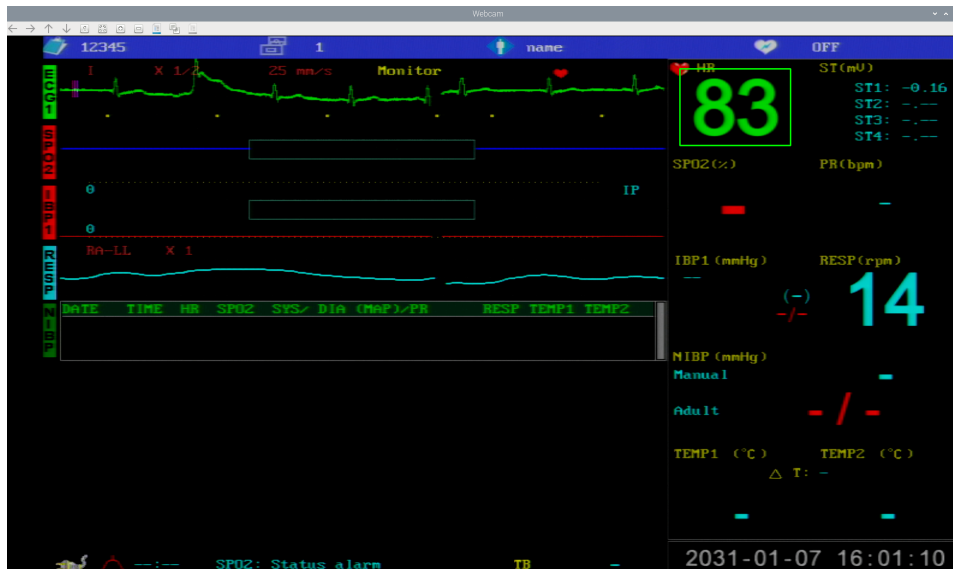 Webcam
12345 1 name OFF
ECG1
I X 1/2 25 mm/s Monitor
HR
83
ST(mV)
ST1: -0.16
ST2: -.--
ST3: -.--
ST4: -.--
SPO2
SPO2(%) PR(bpm)
- -
0 IP
IBP1
0
RESP
RA-LL X 1
IBP1(mmHg) RESP(rpm)
--
(-)
-/-
14
NIBP
DATE TIME HR SPO2 SYS/ DIA (MAP)/PR RESP TEMP1 TEMP2
NIBP(mmHg)
Manual -
Adult -/-
TEMP1 (°C) TEMP2 (°C)
△ T: -
- -
--:-- SPO2: Status alarm TB -
2031-01-07 16:01:10